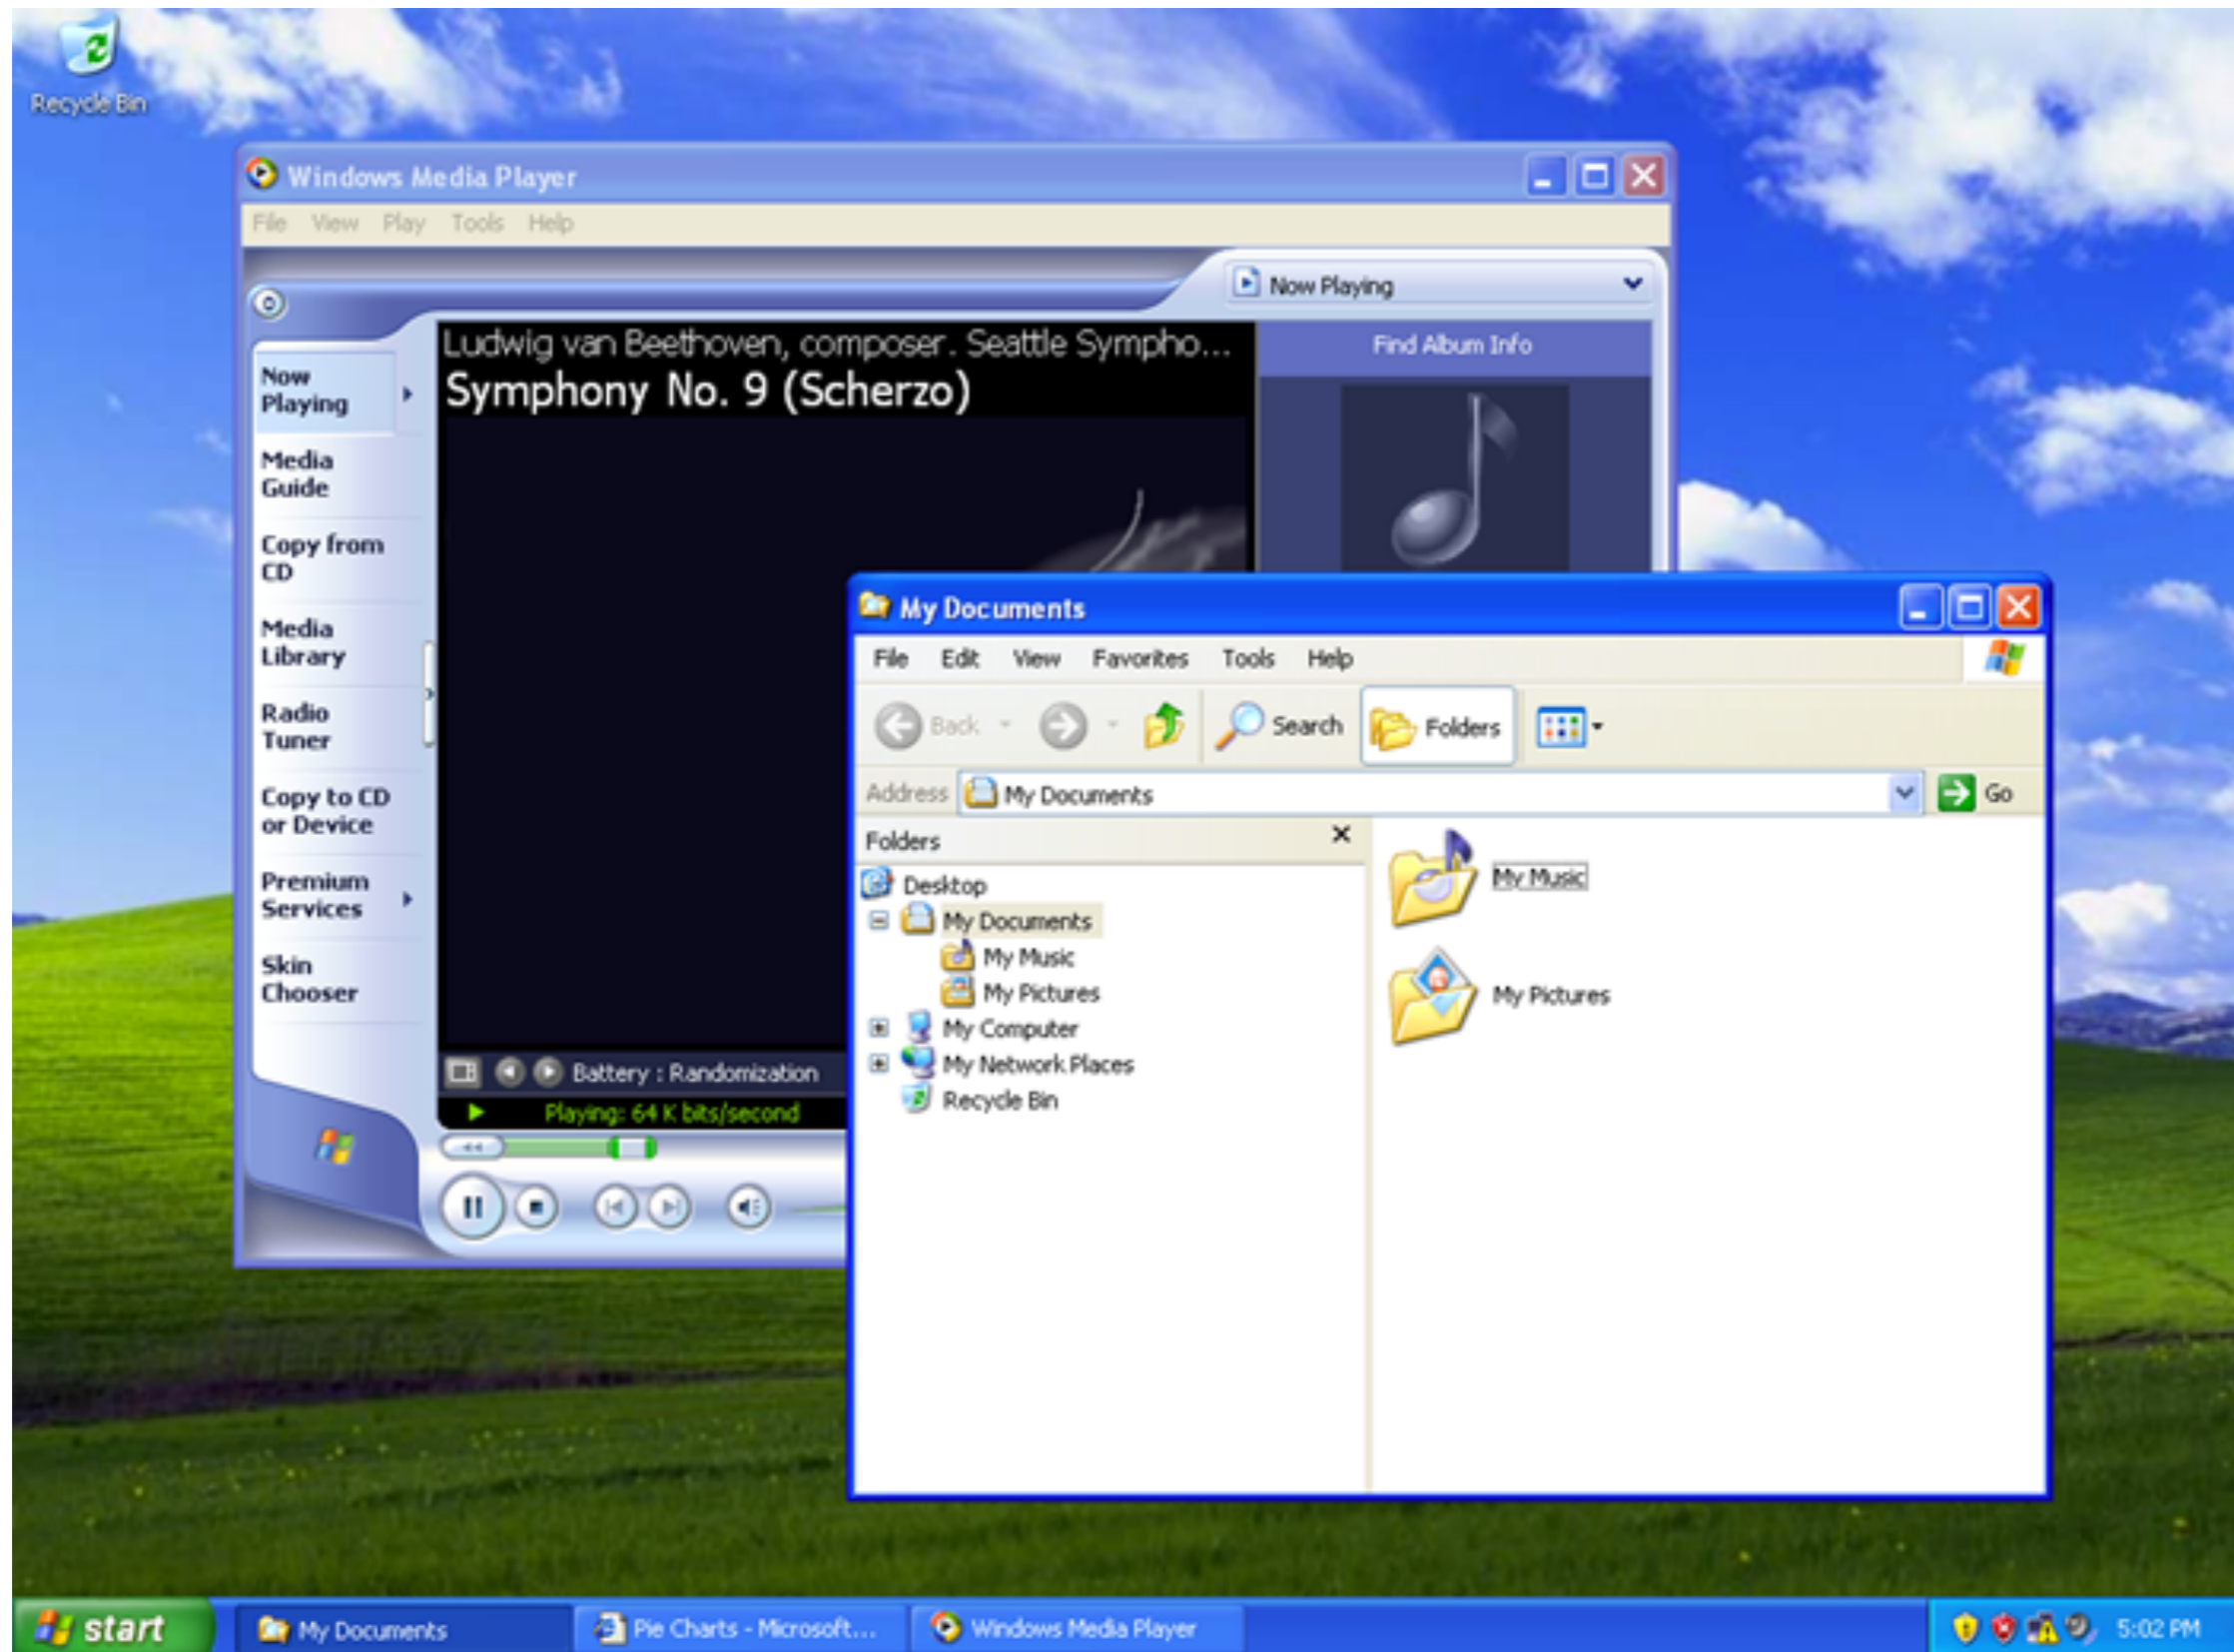 Recycle Bin
Windows Media Player
File View Play Tools Help
Now Playing
Now
Playing
Media
Guide
Copy from
CD
Media
Library
Radio
Tuner
Copy to CD
or Device
Premium
Services
Skin
Chooser
Ludwig van Beethoven, composer. Seattle Sympho...
Symphony No. 9 (Scherzo)
Find Album Info
Battery : Randomization
Playing: 64 K bits/second
My Documents
File Edit View Favorites Tools Help
Back Search Folders
Address My Documents Go
Folders
Desktop
My Documents
My Music
My Pictures
My Computer
My Network Places
Recycle Bin
My Music
My Pictures
start My Documents Pie Charts - Microsoft... Windows Media Player 5:02 PM